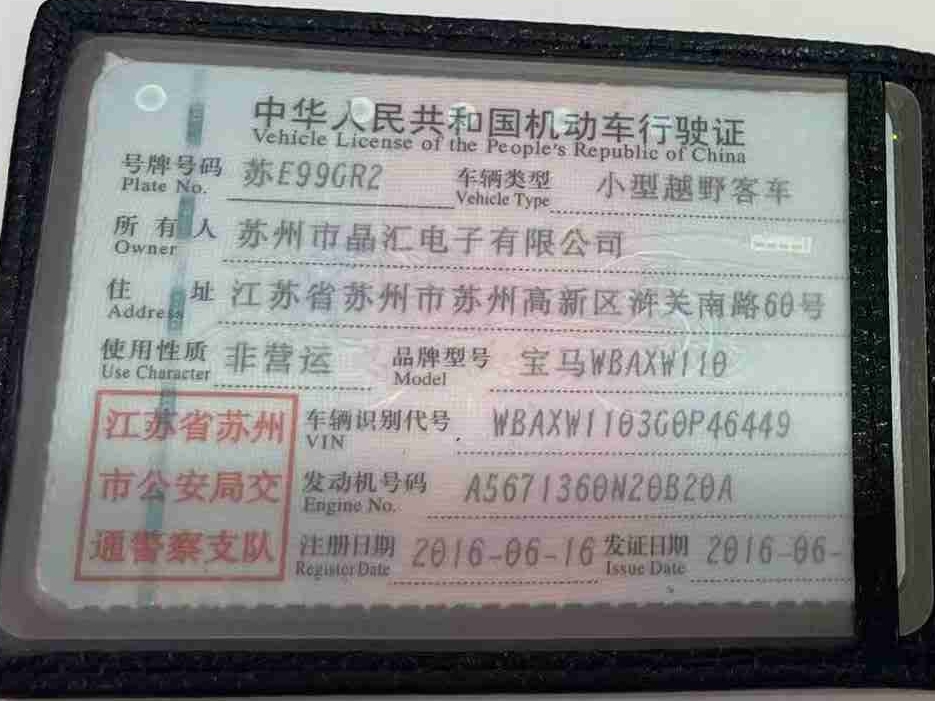 中华人民共和国机动车行驶证
Vehicle License of the People's Republic of China
号牌号码 苏E99GR2 车辆类型 小型越野客车
Plate No. Vehicle Type
所有人 苏州市晶汇电子有限公司
Owner
住址 江苏省苏州市苏州高新区浒关南路60号
Address
使用性质 非营运 品牌型号 宝马WBAXW110
Use Character Model
江苏省苏州 车辆识别代号 WBAXW1103G0P46449
VIN
市公安局交 发动机号码 A5671360N20B20A
Engine No.
通警察支队 注册日期 2016-06-16 发证日期 2016-06-
Register Date Issue Date